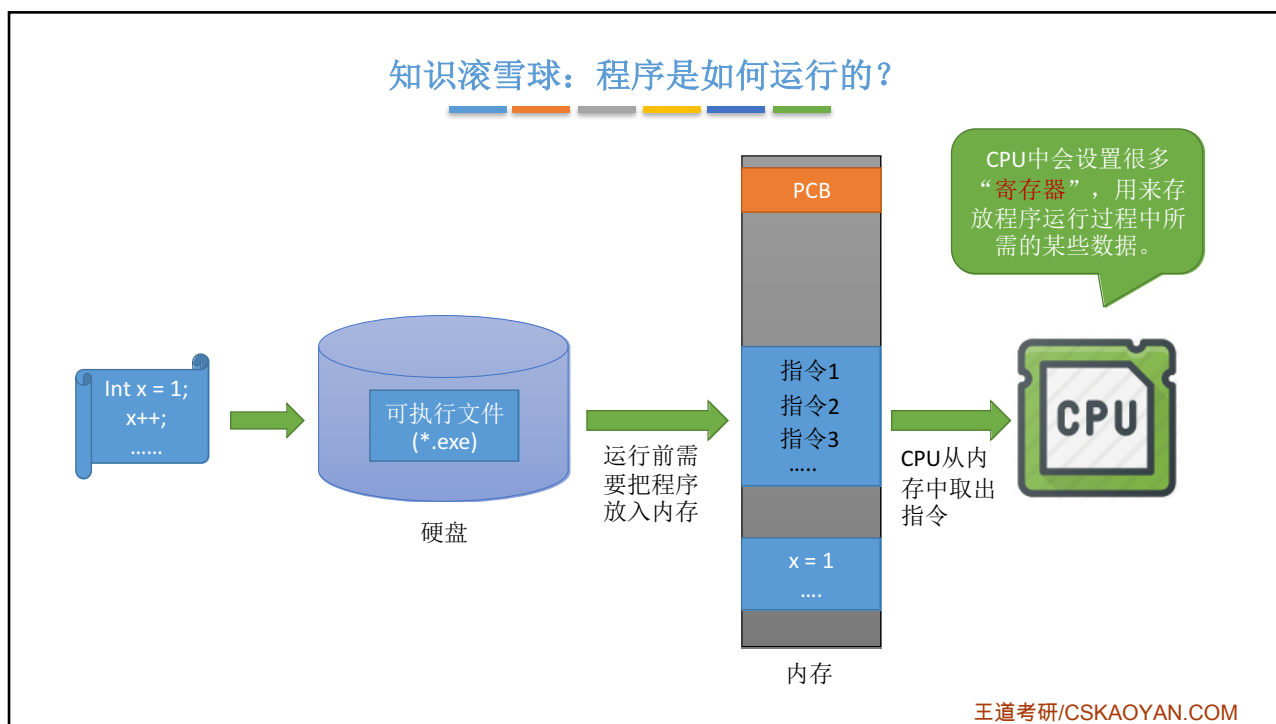 知识滚雪球：程序是如何运行的？
Int x = 1;
x++;
……
可执行文件
(*.exe)
硬盘
运行前需
要把程序
放入内存
PCB
指令1
指令2
指令3
…..
x = 1
….
内存
CPU从内
存中取出
指令
CPU中会设置很多
“寄存器”，用来存
放程序运行过程中所
需的某些数据。
CPU
王道考研/CSKAOYAN.COM